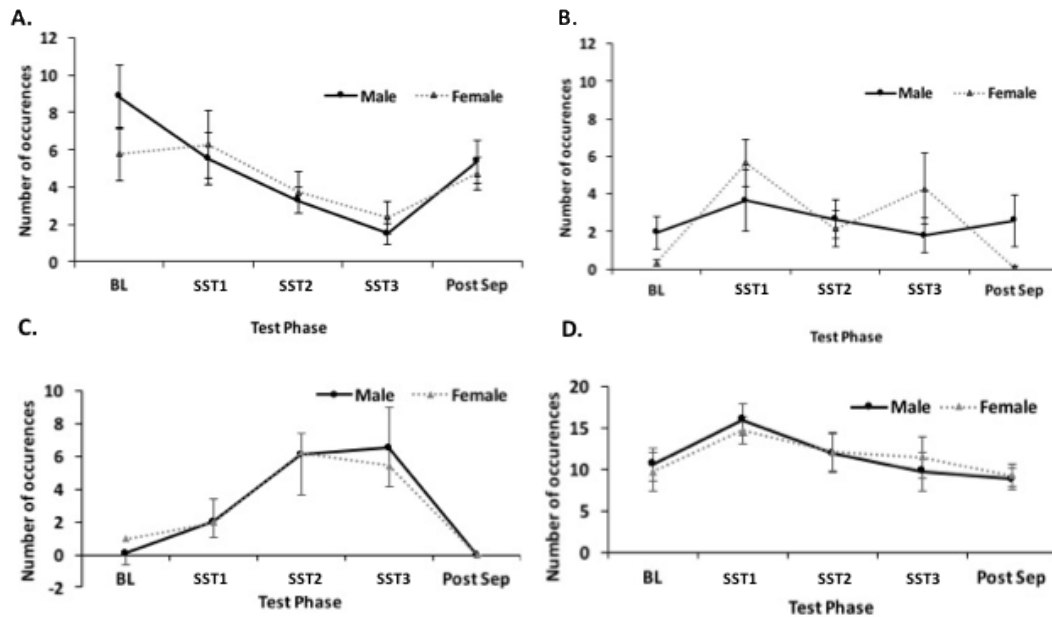 A.
12
10
8
6
4
2
0
Number of occurences
Male
Female
BL
SST1
SST2
SST3
Post Sep
Test Phase
B.
12
10
8
6
4
2
0
Number of occurences
Male
Female
BL
SST1
SST2
SST3
Post Sep
Test Phase
C.
10
8
6
4
2
0
-2
Number of occurences
Male
Female
BL
SST1
SST2
SST3
Post Sep
Test Phase
D.
20
15
10
5
0
Number of occurences
Male
Female
BL
SST1
SST2
SST3
Post Sep
Test Phase